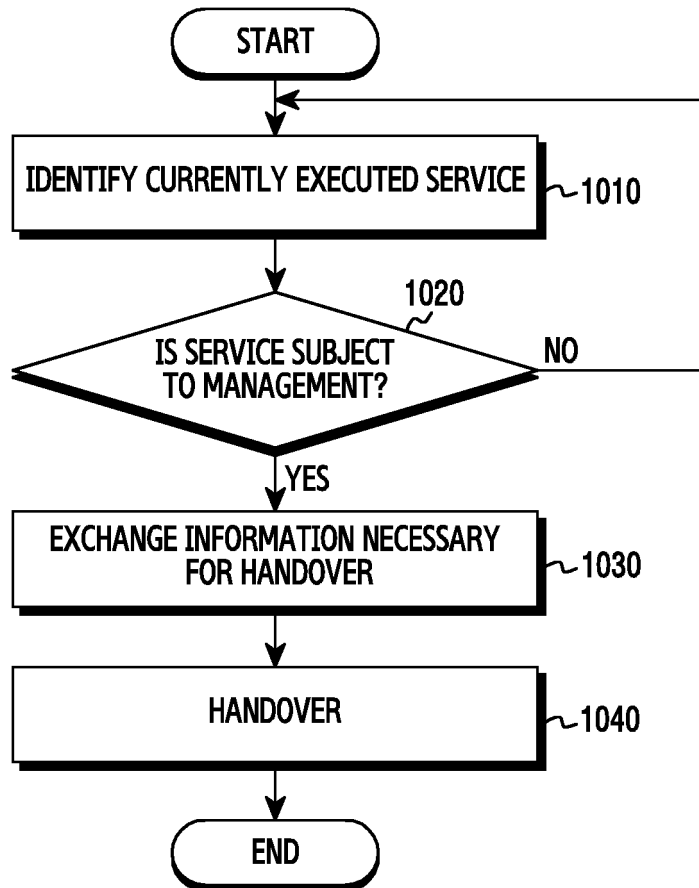 START
IDENTIFY CURRENTLY EXECUTED SERVICE
1010
1020
IS SERVICE SUBJECT
TO MANAGEMENT?
NO
YES
EXCHANGE INFORMATION NECESSARY
FOR HANDOVER
1030
HANDOVER
1040
END